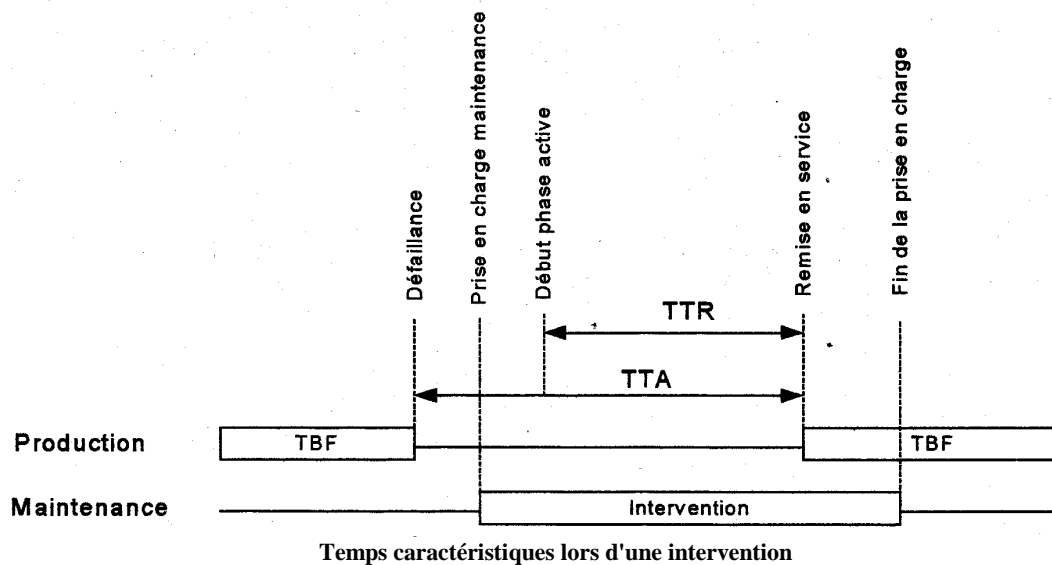 Défaillance
Prise en charge maintenance
Début phase active
Remise en service
Fin de la prise en charge
TTR
TTA
Production
TBF
TBF
Maintenance
Intervention
Temps caractéristiques lors d'une intervention